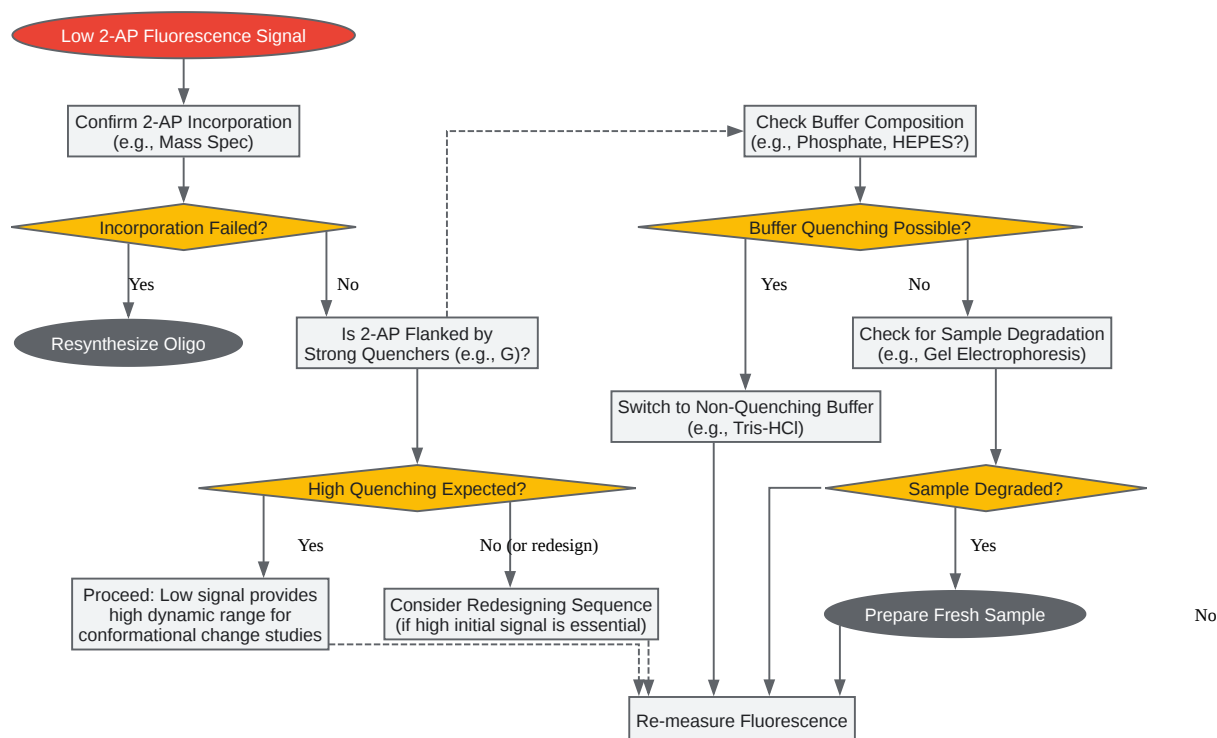 Low 2-AP Fluorescence Signal
Confirm 2-AP Incorporation
(e.g., Mass Spec)
Incorporation Failed?
Yes
No
Resynthesize Oligo
Is 2-AP Flanked by
Strong Quenchers (e.g., G)?
High Quenching Expected?
Yes
No (or redesign)
Proceed: Low signal provides
high dynamic range for
conformational change studies
Consider Redesigning Sequence
(if high initial signal is essential)
Check Buffer Composition
(e.g., Phosphate, HEPES?)
Buffer Quenching Possible?
Yes
No
Check for Sample Degradation
(e.g., Gel Electrophoresis)
Switch to Non-Quenching Buffer
(e.g., Tris-HCl)
Sample Degraded?
Yes
Prepare Fresh Sample
No
Re-measure Fluorescence